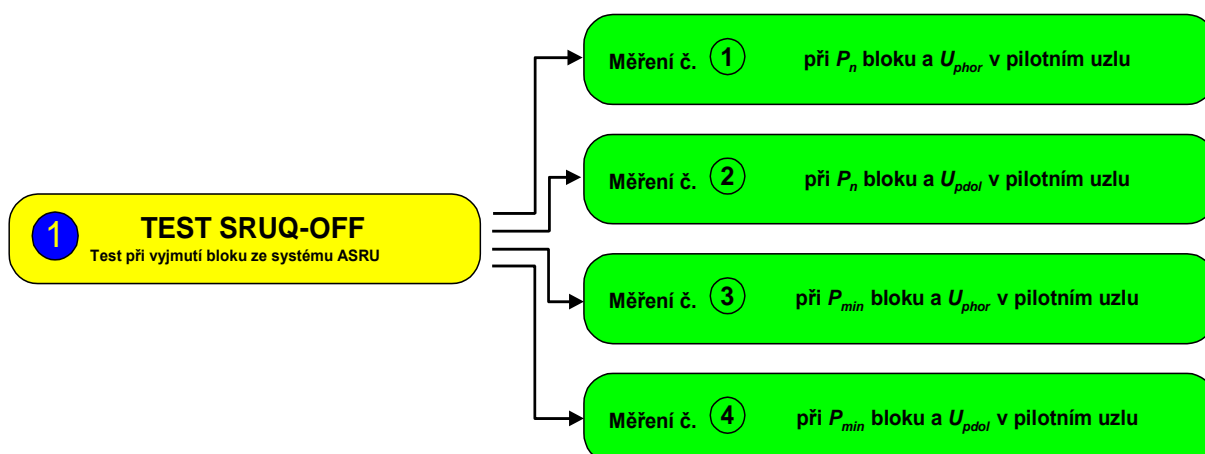 Měření č. 1 při Pn bloku a Uphor v pilotním uzlu
Měření č. 2 při Pn bloku a Updol v pilotním uzlu
1 TEST SRUQ-OFF
Test při vyjmutí bloku ze systému ASRU
Měření č. 3 při Pmin bloku a Uphor v pilotním uzlu
Měření č. 4 při Pmin bloku a Updol v pilotním uzlu